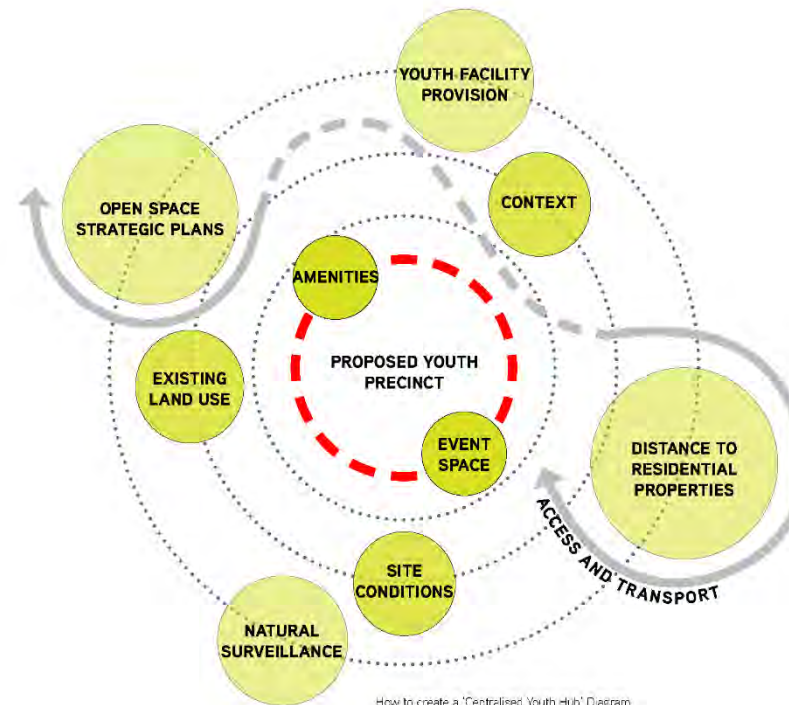 YOUTH FACILITY
PROVISION
OPEN SPACE
STRATEGIC PLANS
CONTEXT
AMENITIES
PROPOSED YOUTH
PRECINCT
EXISTING
LAND USE
EVENT
SPACE
DISTANCE TO
RESIDENTIAL
PROPERTIES
ACCESS AND TRANSPORT
SITE
CONDITIONS
NATURAL
SURVEILLANCE
How to create a 'Centralised Youth Hub' Diagram